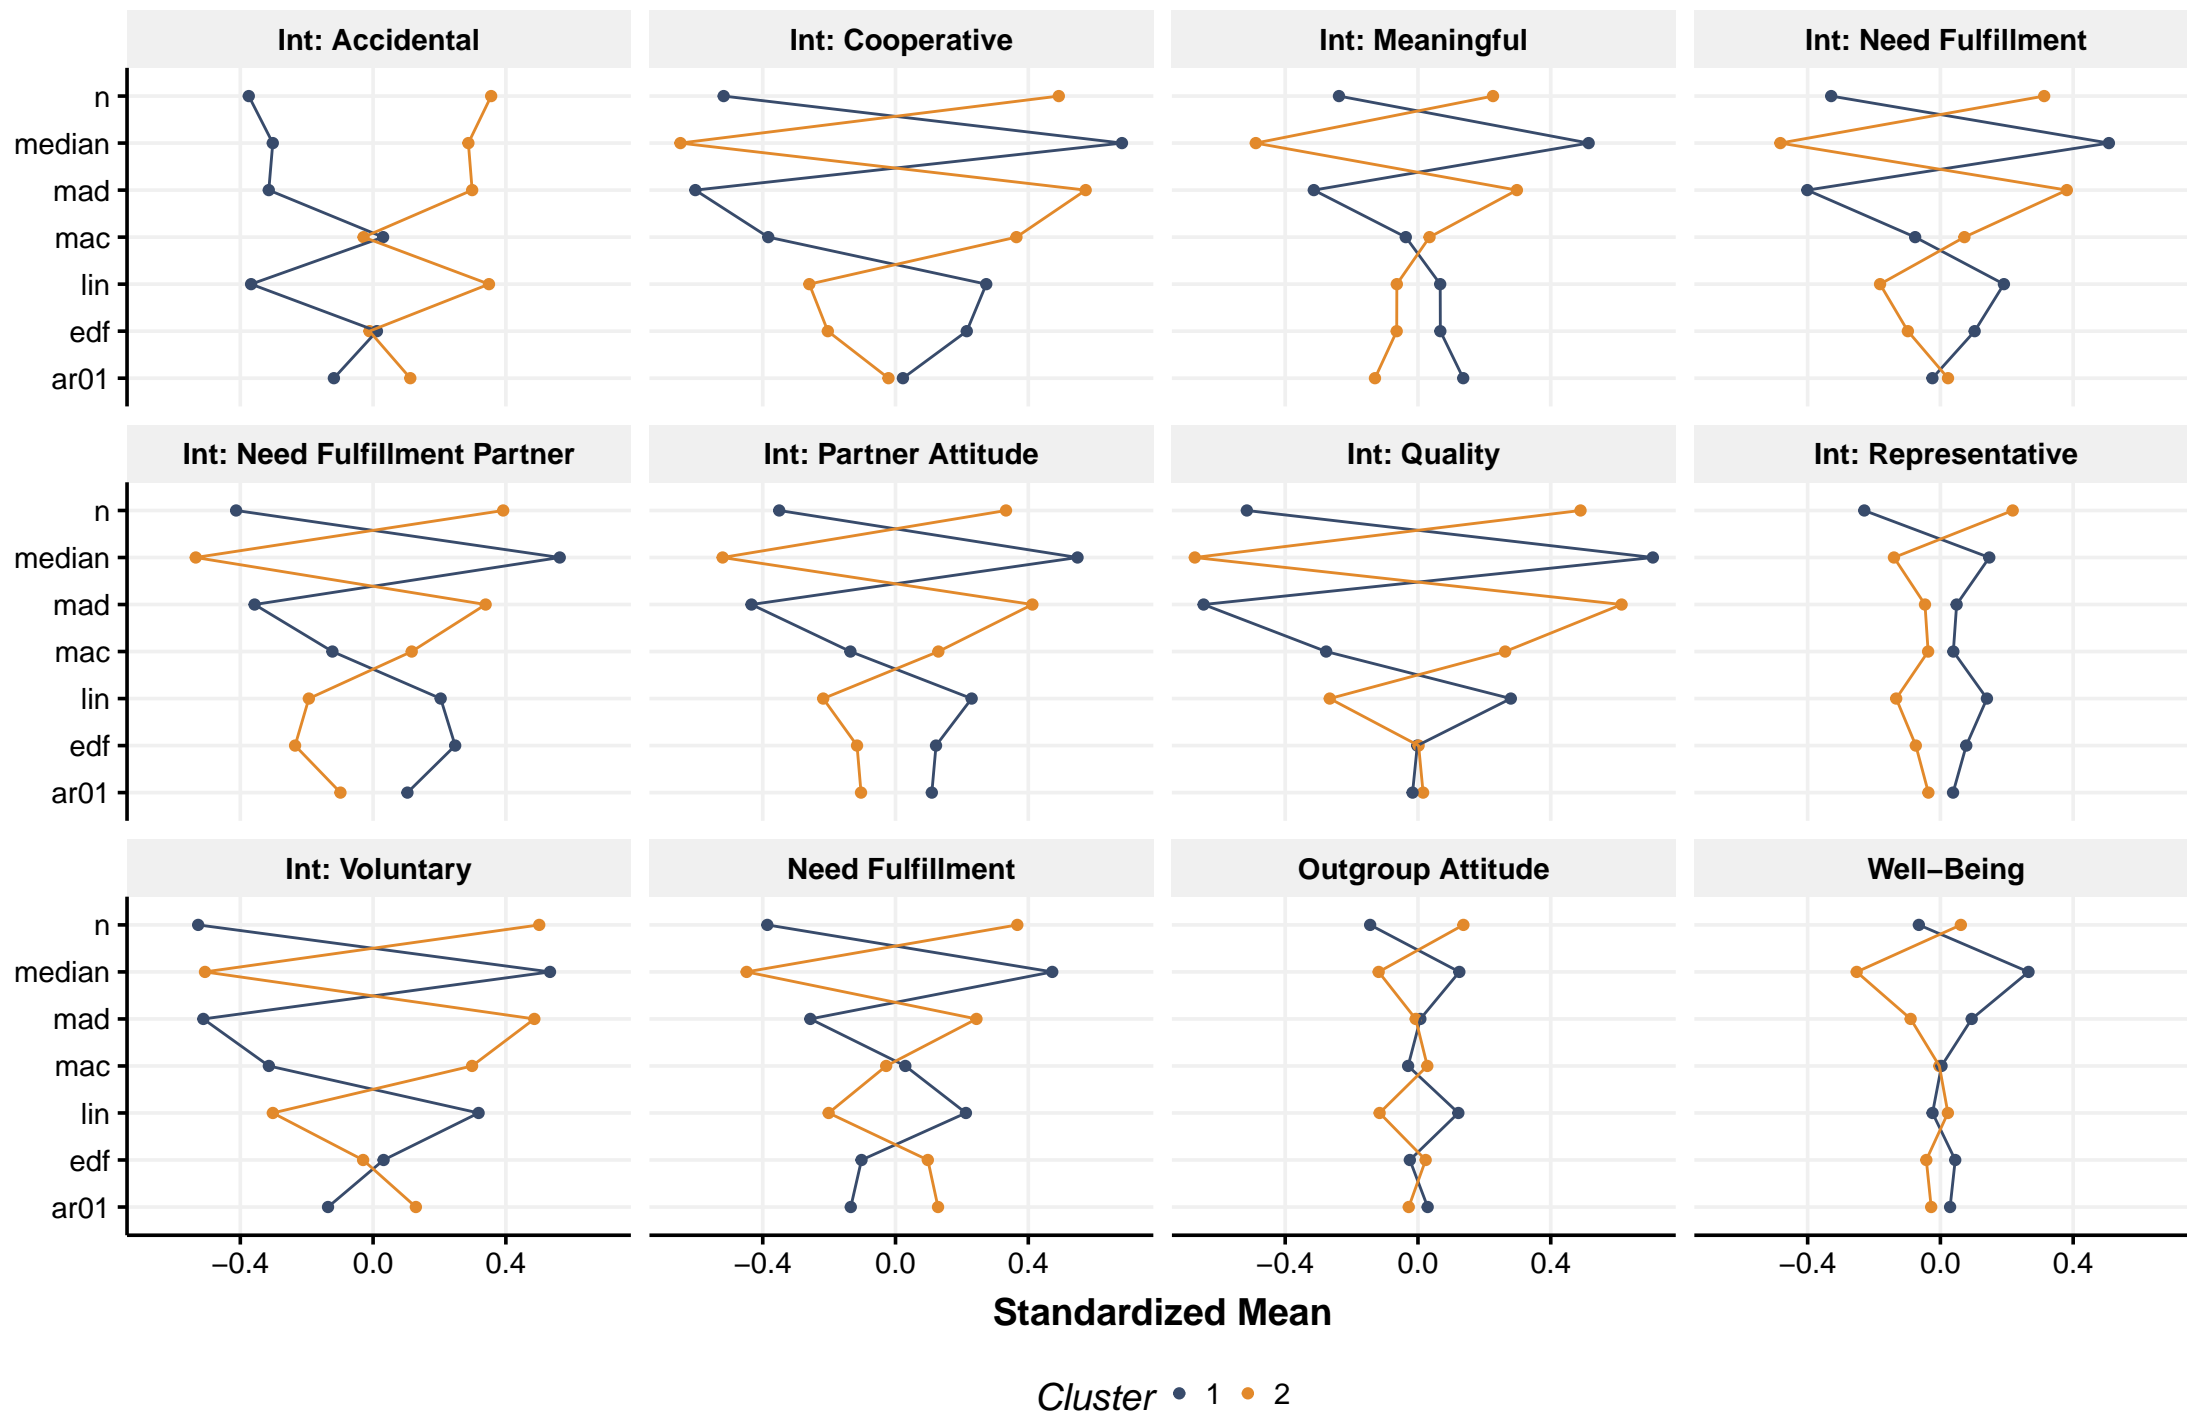 Int: Accidental Int: Cooperative Int: Meaningful Int: Need Fulfillment
n
median
mad
mac
lin
edf
ar01
Int: Need Fulfillment Partner Int: Partner Attitude Int: Quality Int: Representative
n
median
mad
mac
lin
edf
ar01
Int: Voluntary Need Fulfillment Outgroup Attitude Well−Being
n
median
mad
mac
lin
edf
ar01
−0.4 0.0 0.4 −0.4 0.0 0.4 −0.4 0.0 0.4 −0.4 0.0 0.4
Standardized Mean
Cluster 1 2